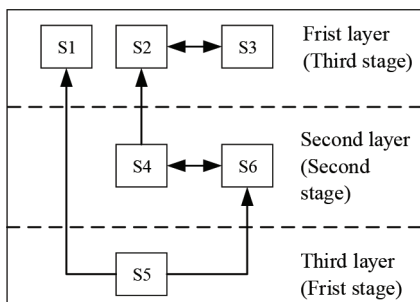 S1 S2 S3 Frist layer
(Third stage)
S4 S6 Second layer
(Second
stage)
S5 Third layer
(Frist stage)